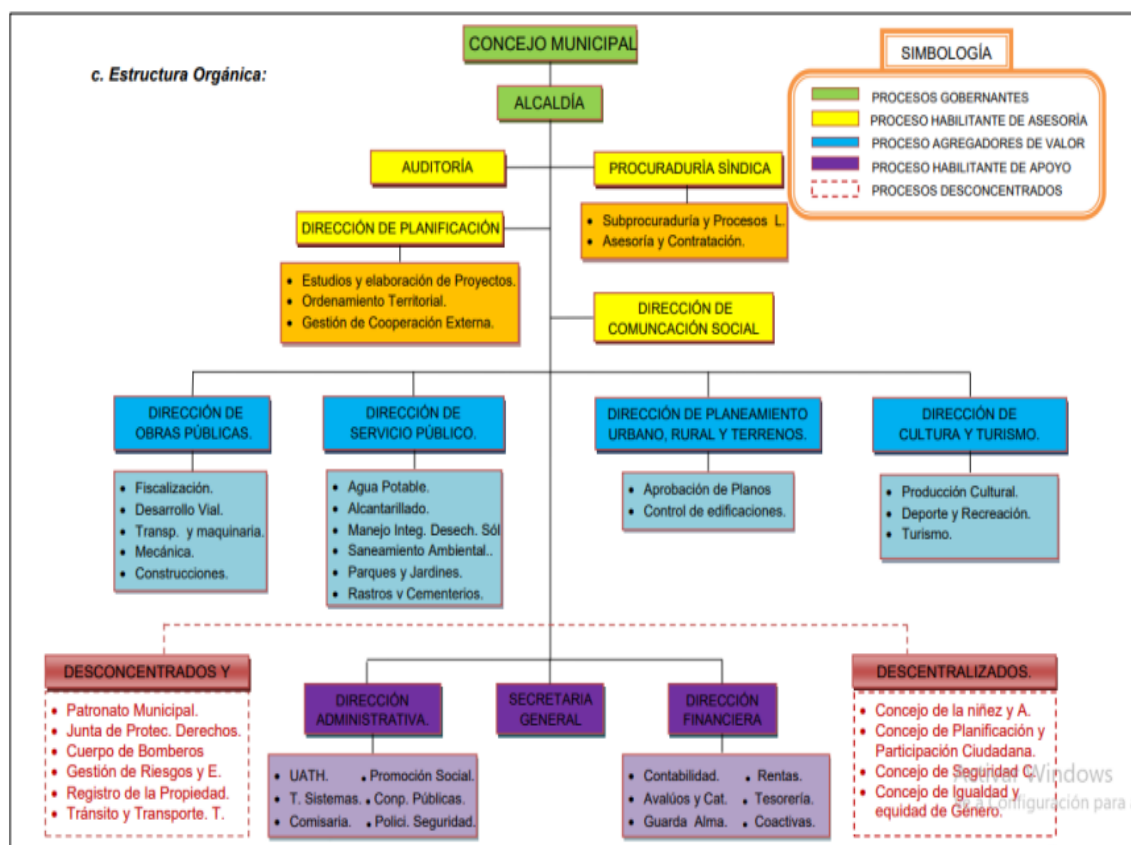 c. Estructura Orgánica:
CONCEJO MUNICIPAL
ALCALDÍA
SIMBOLOGÍA
PROCESOS GOBERNANTES
PROCESO HABILITANTE DE ASESORÍA
PROCESO AGREGADORES DE VALOR
PROCESO HABILITANTE DE APOYO
PROCESOS DESCONCENTRADOS
AUDITORÍA
PROCURADURÌA SÌNDICA
• Subprocuraduría y Procesos L.
• Asesoría y Contratación.
DIRECCIÓN DE PLANIFICACIÓN
• Estudios y elaboración de Proyectos.
• Ordenamiento Territorial.
• Gestión de Cooperación Externa.
DIRECCIÓN DE
COMUNCACIÓN SOCIAL
DIRECCIÓN DE
OBRAS PÚBLICAS.
• Fiscalización.
• Desarrollo Vial.
• Transp. y maquinaria.
• Mecánica.
• Construcciones.
DIRECCIÓN DE
SERVICIO PÚBLICO.
• Agua Potable.
• Alcantarillado.
• Manejo Integ. Desech. Sól
• Saneamiento Ambiental..
• Parques y Jardines.
• Rastros y Cementerios.
DIRECCIÓN DE PLANEAMIENTO
URBANO, RURAL Y TERRENOS.
• Aprobación de Planos
• Control de edificaciones.
DIRECCIÓN DE
CULTURA Y TURISMO.
• Producción Cultural.
• Deporte y Recreación.
• Turismo.
DESCONCENTRADOS Y
• Patronato Municipal.
• Junta de Protec. Derechos.
• Cuerpo de Bomberos
• Gestión de Riesgos y E.
• Registro de la Propiedad.
• Tránsito y Transporte. T.
DIRECCIÓN
ADMINISTRATIVA.
• UATH. • Promoción Social.
• T. Sistemas. • Conp. Públicas.
• Comisaria. • Polici. Seguridad.
SECRETARIA
GENERAL
DIRECCIÓN
FINANCIERA
• Contabilidad. • Rentas.
• Avalúos y Cat. • Tesorería.
• Guarda Alma. • Coactivas.
DESCENTRALIZADOS.
• Concejo de la niñez y A.
• Concejo de Planificación y
Participación Ciudadana.
• Concejo de Seguridad C.
• Concejo de Igualdad y
equidad de Género.
Activar Windows
Ve a Configuración para